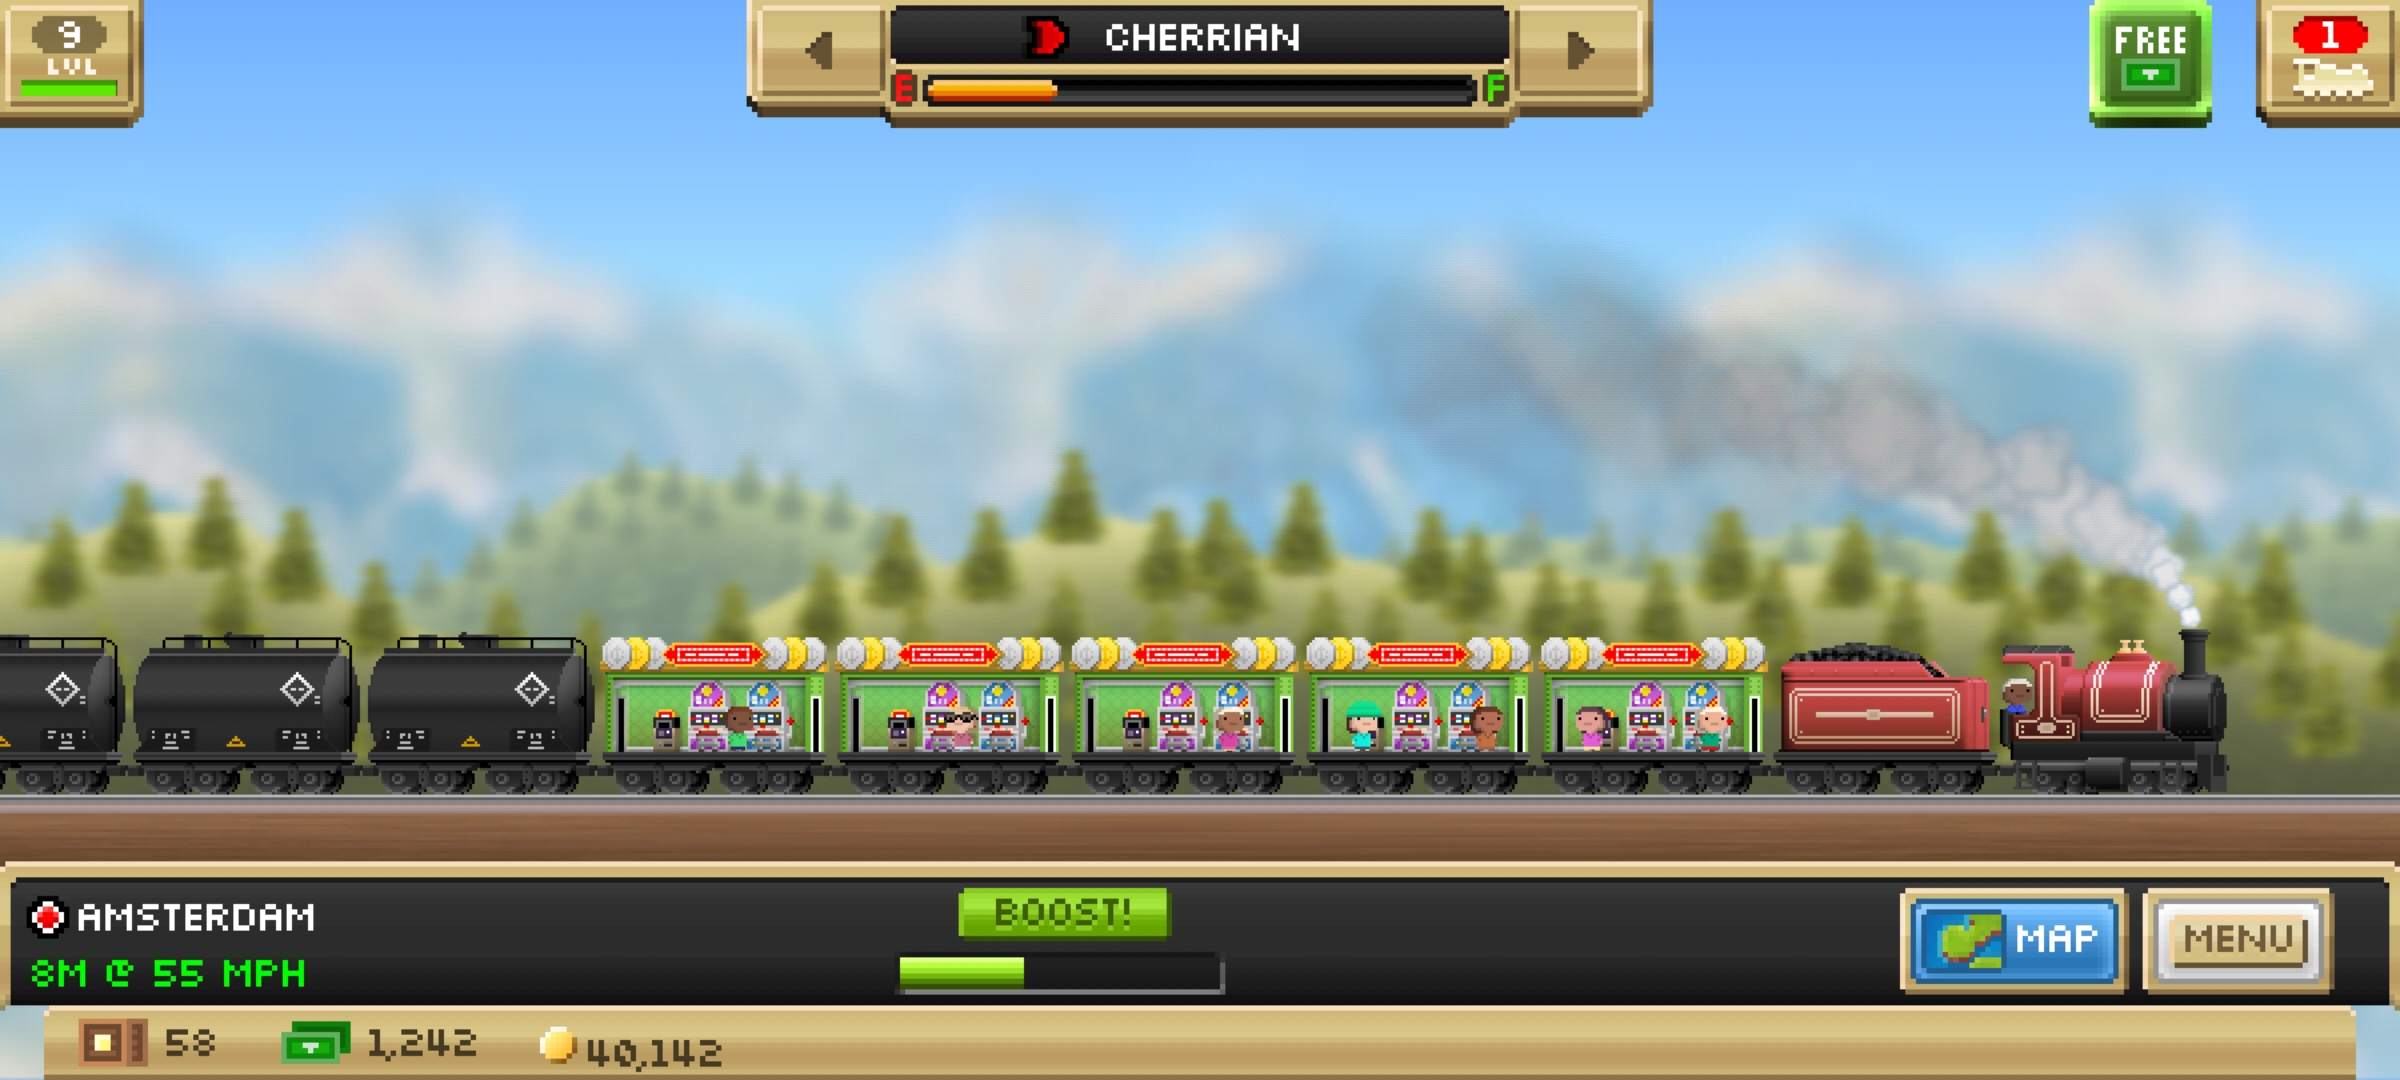 9
LVL
CHERRIAN
E F
FREE
1
AMSTERDAM
8M @ 55 MPH
BOOST!
MAP
MENU
58
1,242
40,142